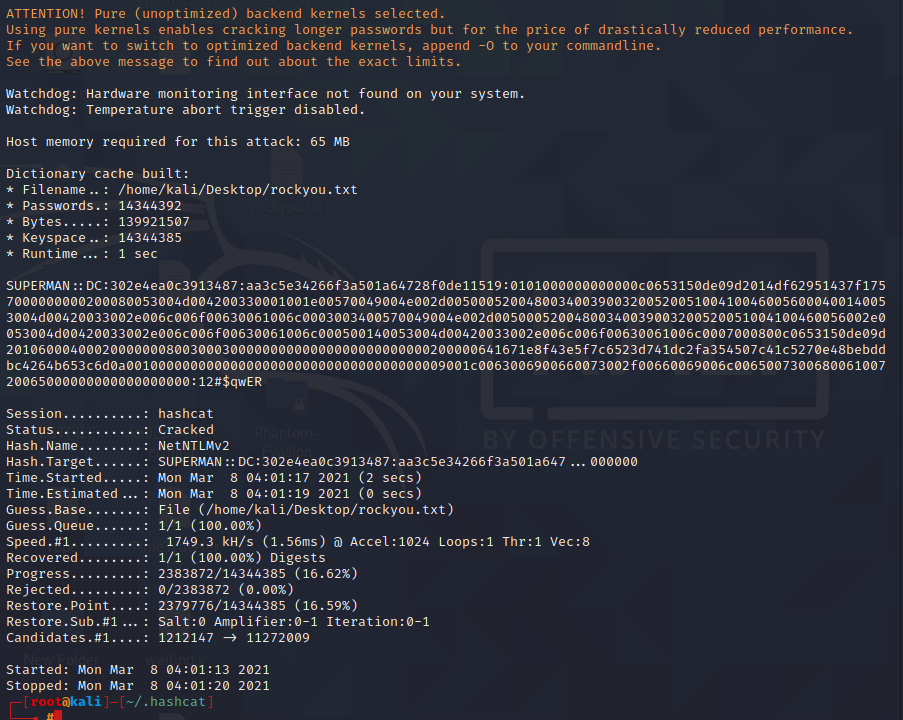 ATTENTION! Pure (unoptimized) backend kernels selected.
Using pure kernels enables cracking longer passwords but for the price of drastically reduced performance.
If you want to switch to optimized backend kernels, append -O to your commandline.
See the above message to find out about the exact limits.
Watchdog: Hardware monitoring interface not found on your system.
Watchdog: Temperature abort trigger disabled.
Host memory required for this attack: 65 MB
Dictionary cache built:
* Filename..: /home/kali/Desktop/rockyou.txt
* Passwords.: 14344392
* Bytes.....: 139921507
* Keyspace..: 14344385
* Runtime...: 1 sec
SUPERMAN::DC:302e4ea0c3913487:aa3c5e34266f3a501a64728f0de11519:0101000000000000c0653150de09d2014df62951437f175
7000000000200080053004d004200330001001e00570049004e002d00500052004800340039003200520051004100460056000400140053004d00420033002e006c006f00630061006c0003003400570049004e002d00500052004800340039003200520051004100460056002e0
053004d00420033002e006c006f00630061006c000500140053004d00420033002e006c006f00630061006c0007000800c0653150de09d
201060004000200000008003000300000000000000000000000002000000641671e8f43e5f7c6523d741dc2fa354507c41c5270e48bebdd
bc4264b653c6d0a0010000000000000000000000000000000000009001c0063006900660073002f00660069006c00650073006800610072
00650000000000000000000000:12#$qwER
Session..........: hashcat
Status...........: Cracked
Hash.Name........: NetNTLMv2
Hash.Target......: SUPERMAN::DC:302e4ea0c3913487:aa3c5e34266f3a501a647...000000
Time.Started.....: Mon Mar  8 04:01:17 2021 (2 secs)
Time.Estimated...: Mon Mar  8 04:01:19 2021 (0 secs)
Guess.Base.......: File (/home/kali/Desktop/rockyou.txt)
Guess.Queue......: 1/1 (100.00%)
Speed.#1.........:  1749.3 kH/s (1.56ms) @ Accel:1024 Loops:1 Thr:1 Vec:8
Recovered........: 1/1 (100.00%) Digests
Progress.........: 2383872/14344385 (16.62%)
Rejected.........: 0/2383872 (0.00%)
Restore.Point....: 2379776/14344385 (16.59%)
Restore.Sub.#1...: Salt:0 Amplifier:0-1 Iteration:0-1
Candidates.#1....: 1212147 -> 11272009
BY OFFENSIVE SECURITY
Started: Mon Mar  8 04:01:13 2021
Stopped: Mon Mar  8 04:01:20 2021
[root@kali]-[~/.hashcat]
#